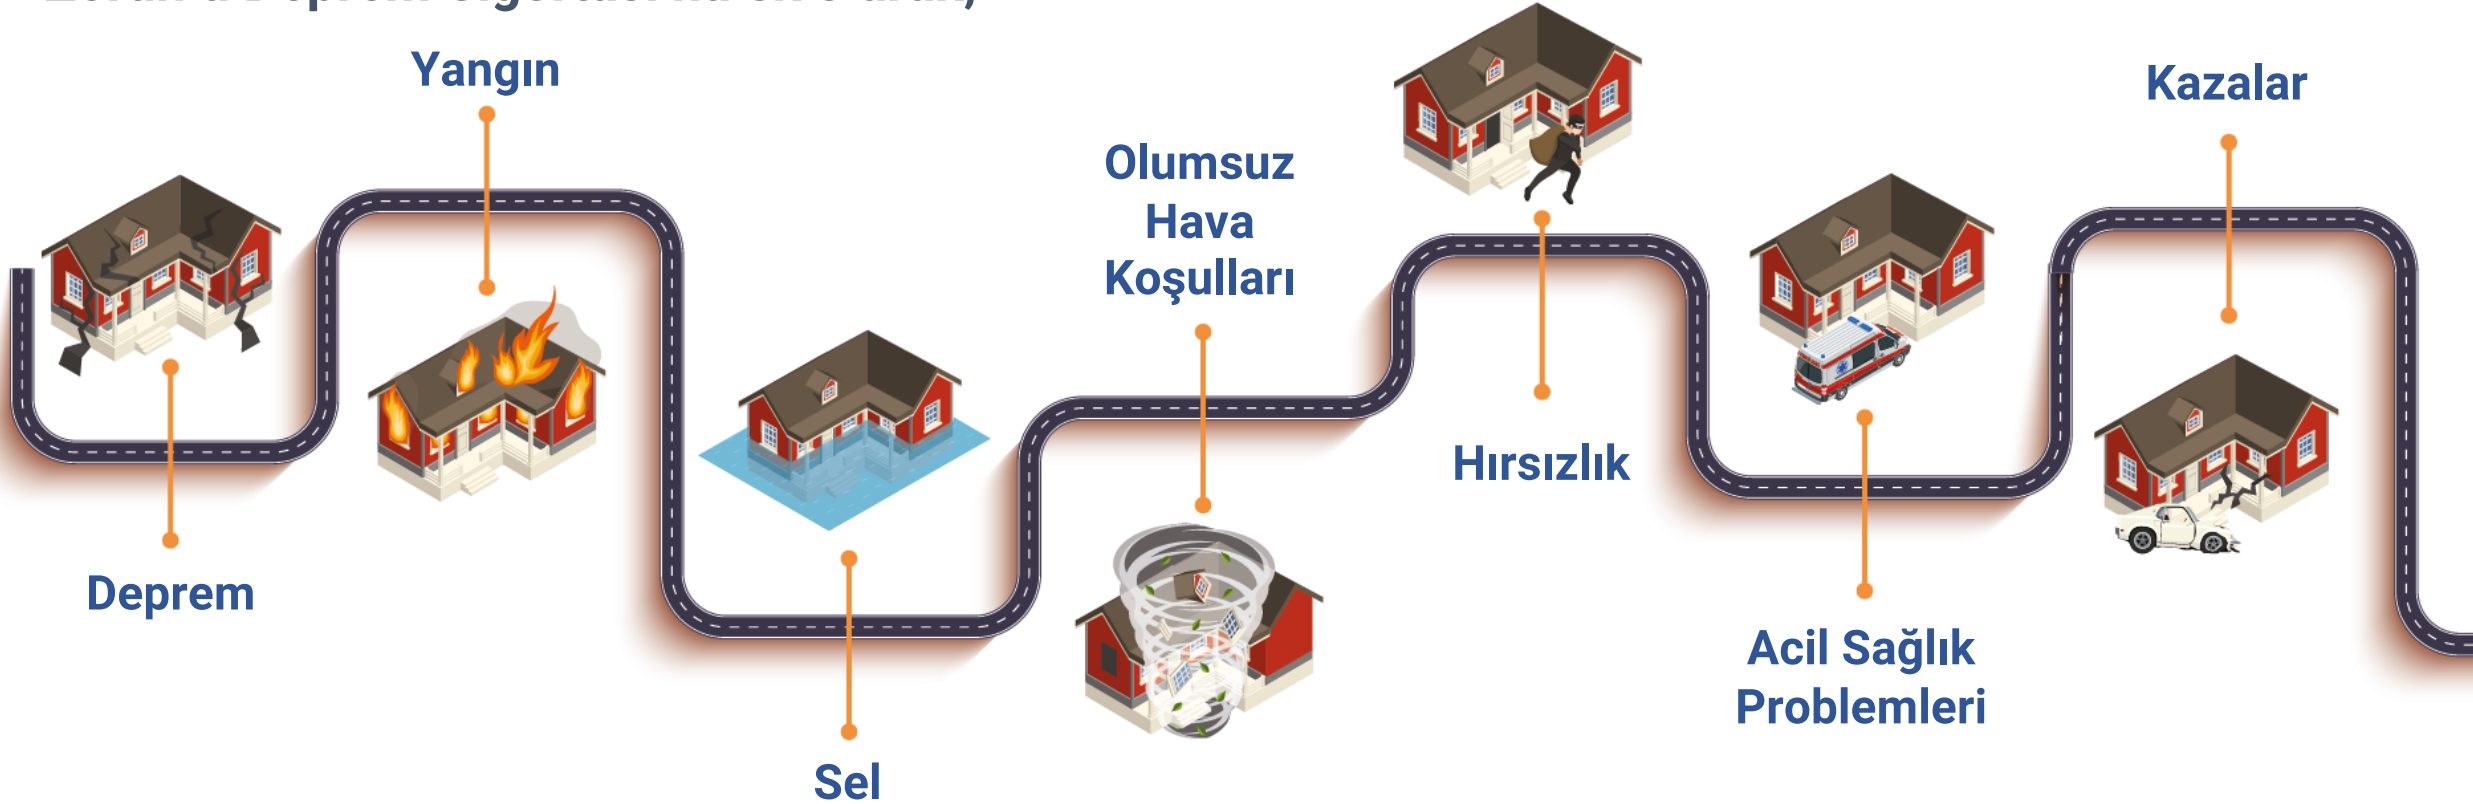 Yangın
Kazalar
Olumsuz
Hava
Koşulları
Hırsızlık
Deprem
Acil Sağlık
Problemleri
Sel